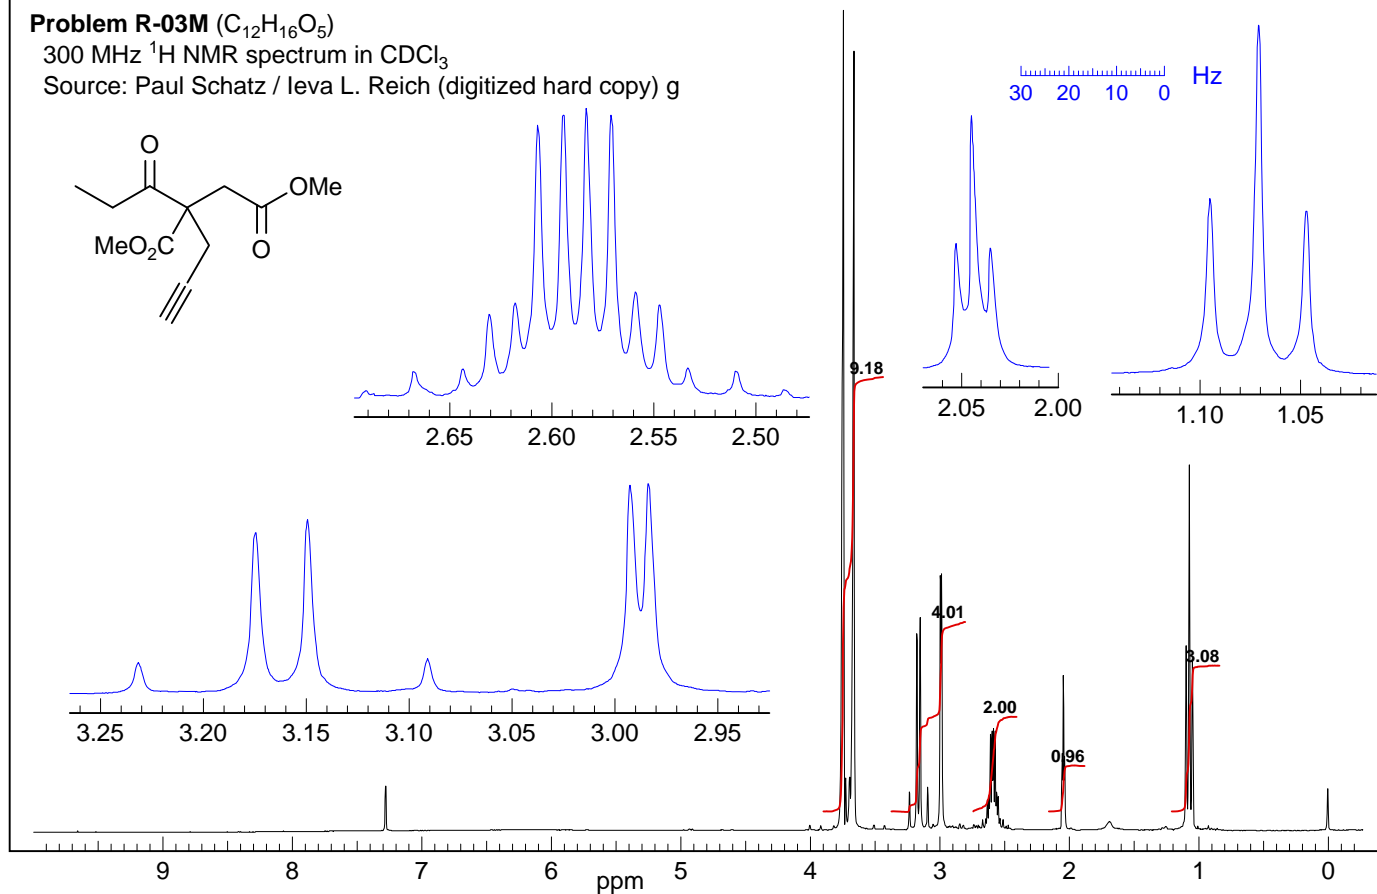 Problem R-03M (C12H16O5)
300 MHz 1H NMR spectrum in CDCl3
Source: Paul Schatz / Ieva L. Reich (digitized hard copy) g
30 20 10 0 Hz
O
OMe
MeO2C
O
2.65 2.60 2.55 2.50
2.05 2.00
1.10 1.05
9.18
3.25 3.20 3.15 3.10 3.05 3.00 2.95
4.01
2.00
0.96
3.08
9 8 7 6 5 4 3 2 1 0
ppm